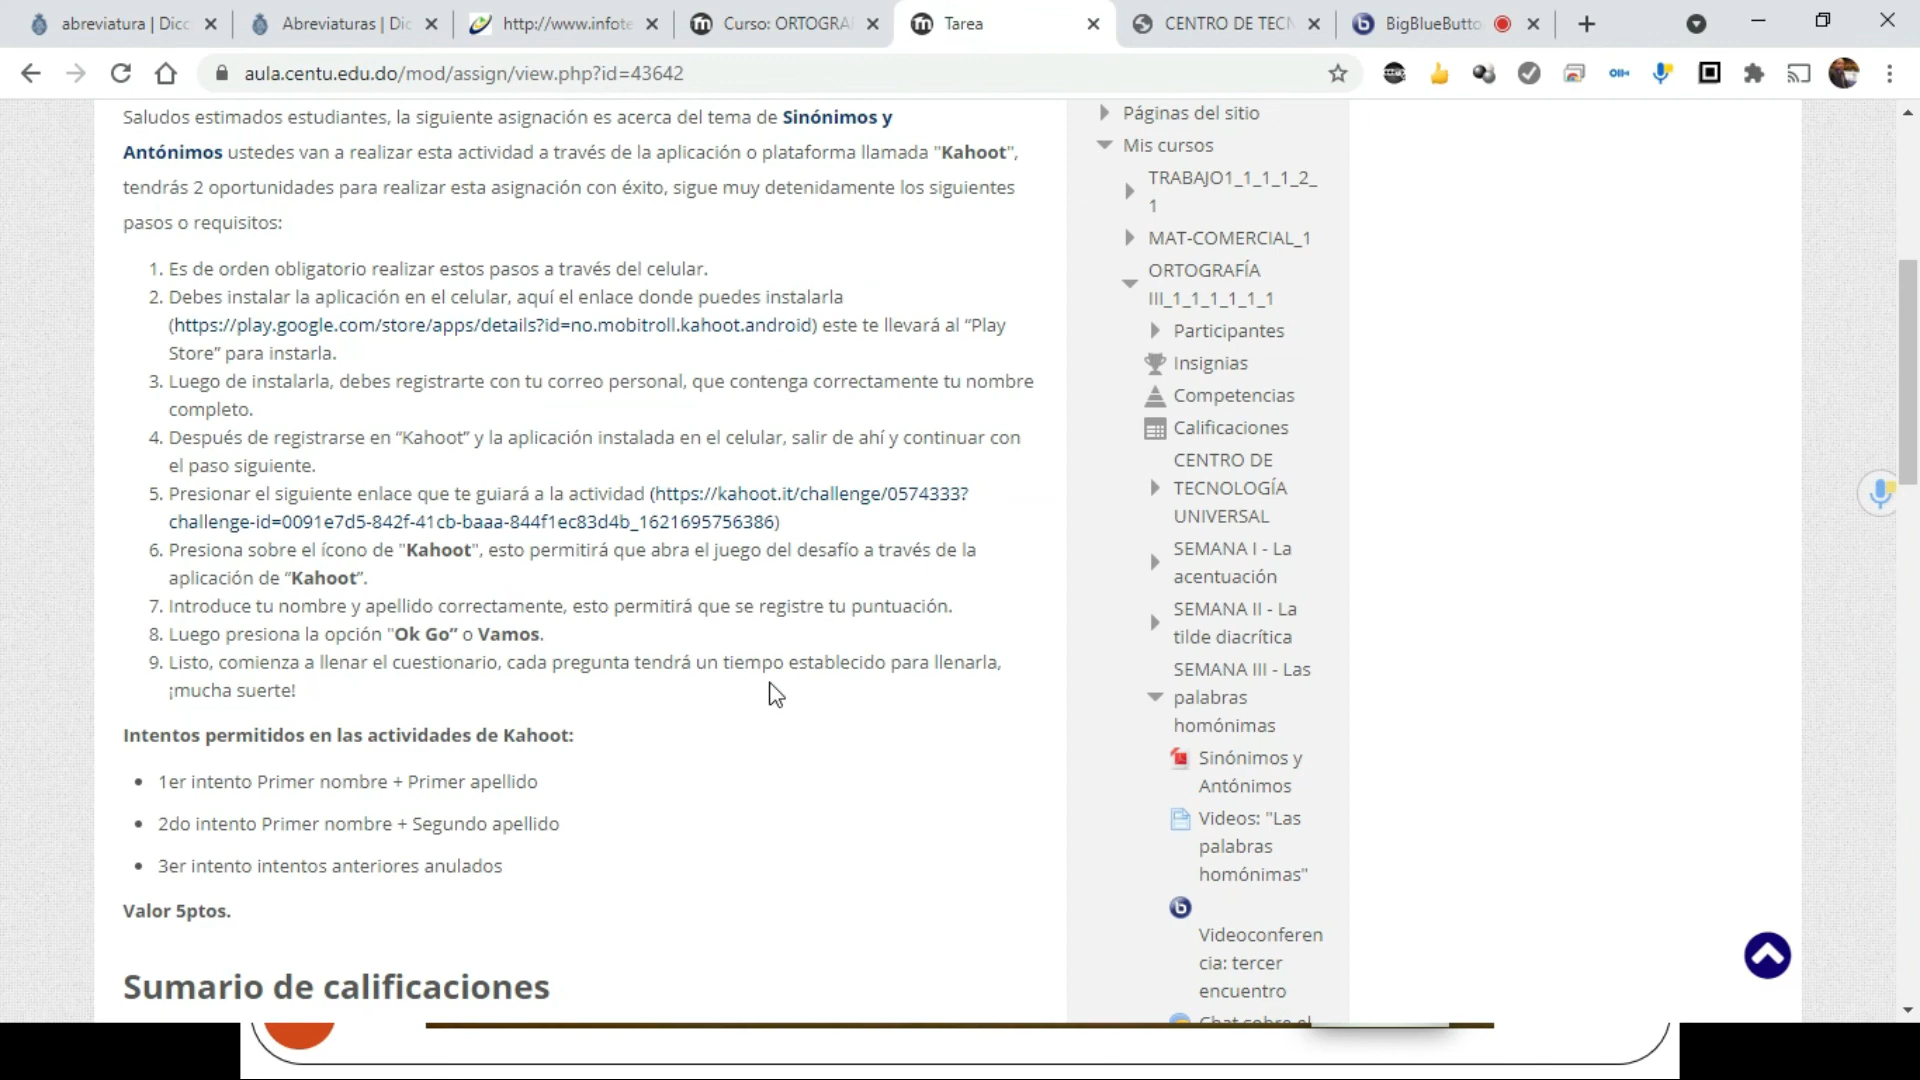 abreviatura | Dicc
Abreviaturas | Dic
http://www.infote
Curso: ORTOGRA
Tarea
CENTRO DE TECN
BigBlueButto
aula.centu.edu.do/mod/assign/view.php?id=43642
Saludos estimados estudiantes, la siguiente asignación es acerca del tema de Sinónimos y
Antónimos ustedes van a realizar esta actividad a través de la aplicación o plataforma llamada "Kahoot",
tendrás 2 oportunidades para realizar esta asignación con éxito, sigue muy detenidamente los siguientes
pasos o requisitos:
1. Es de orden obligatorio realizar estos pasos a través del celular.
2. Debes instalar la aplicación en el celular, aquí el enlace donde puedes instalarla
(https://play.google.com/store/apps/details?id=no.mobitroll.kahoot.android) este te llevará al “Play
Store” para instarla.
3. Luego de instalarla, debes registrarte con tu correo personal, que contenga correctamente tu nombre
completo.
4. Después de registrarse en “Kahoot” y la aplicación instalada en el celular, salir de ahí y continuar con
el paso siguiente.
5. Presionar el siguiente enlace que te guiará a la actividad (https://kahoot.it/challenge/0574333?
challenge-id=0091e7d5-842f-41cb-baaa-844f1ec83d4b_1621695756386)
6. Presiona sobre el ícono de "Kahoot", esto permitirá que abra el juego del desafío a través de la
aplicación de “Kahoot”.
7. Introduce tu nombre y apellido correctamente, esto permitirá que se registre tu puntuación.
8. Luego presiona la opción "Ok Go” o Vamos.
9. Listo, comienza a llenar el cuestionario, cada pregunta tendrá un tiempo establecido para llenarla,
¡mucha suerte!
Intentos permitidos en las actividades de Kahoot:
• 1er intento Primer nombre + Primer apellido
• 2do intento Primer nombre + Segundo apellido
• 3er intento intentos anteriores anulados
Valor 5ptos.
Sumario de calificaciones
Páginas del sitio
Mis cursos
TRABAJO1_1_1_1_2_
1
MAT-COMERCIAL_1
ORTOGRAFÍA
III_1_1_1_1_1_1
Participantes
Insignias
Competencias
Calificaciones
CENTRO DE
TECNOLOGÍA
UNIVERSAL
SEMANA I - La
acentuación
SEMANA II - La
tilde diacrítica
SEMANA III - Las
palabras
homónimas
Sinónimos y
Antónimos
Videos: "Las
palabras
homónimas"
Videoconferen
cia: tercer
encuentro
Chat sobre el